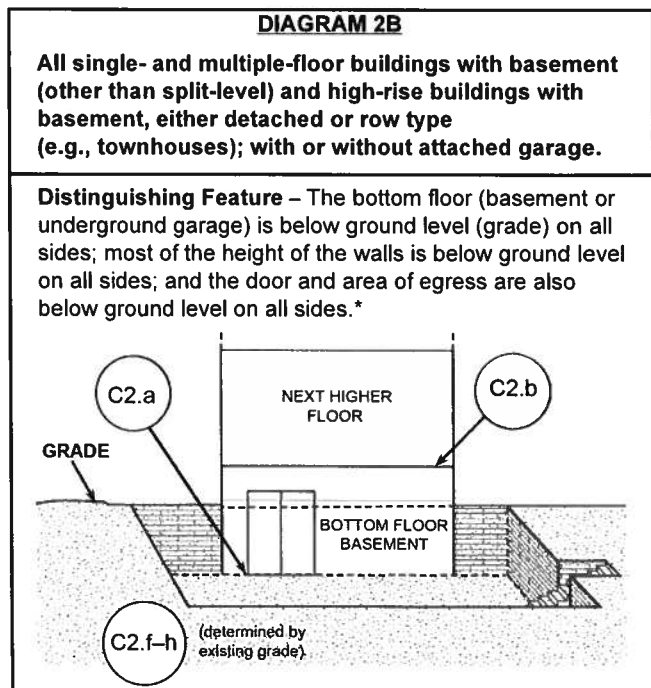 DIAGRAM 2B
All single- and multiple-floor buildings with basement
(other than split-level) and high-rise buildings with
basement, either detached or row type
(e.g., townhouses); with or without attached garage.
Distinguishing Feature – The bottom floor (basement or
underground garage) is below ground level (grade) on all
sides; most of the height of the walls is below ground level
on all sides; and the door and area of egress are also
below ground level on all sides.*
C2.a
NEXT HIGHER
FLOOR
C2.b
GRADE
BOTTOM FLOOR
BASEMENT
C2.f–h
(determined by
existing grade)